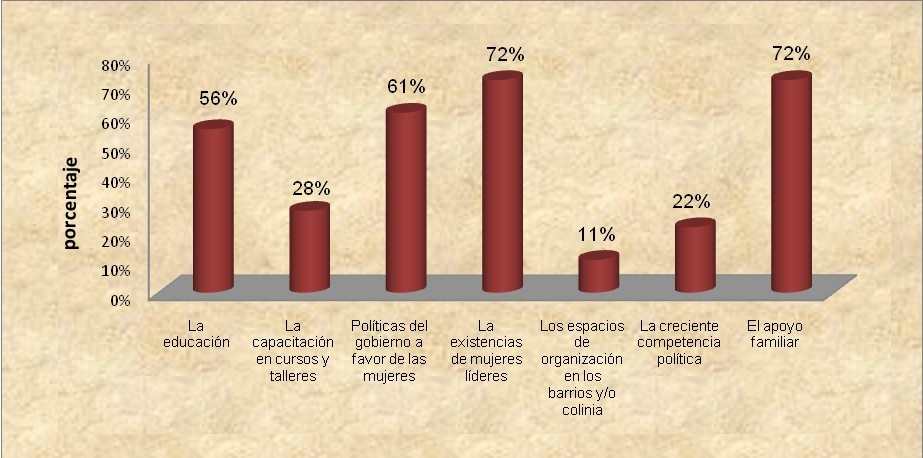 porcentaje
80%
70%
60%
50%
40%
30%
20%
10%
0%
56%
28%
61%
72%
11%
22%
72%
La
educación
La
capacitación
en cursos y
talleres
Políticas del
gobierno a
favor de las
mujeres
La
existencias
de mujeres
líderes
Los espacios
de
organización
en los
barrios y/o
colinia
La creciente
competencia
política
El apoyo
familiar